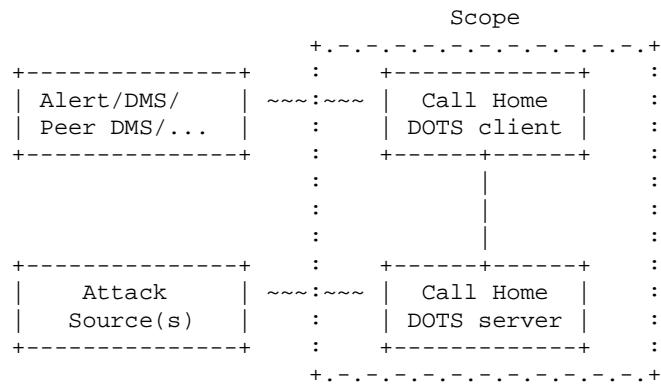 Scope
Alert/DMS/ ~~~:~~~ Call Home
Peer DMS/... DOTS client
Attack ~~~:~~~ Call Home
Source(s) DOTS server